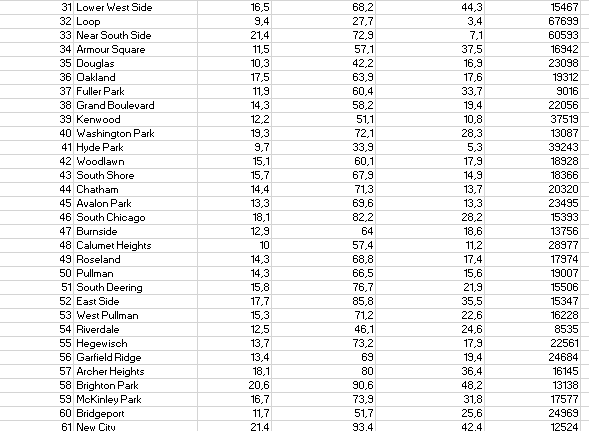 31 Lower West Side 16,5 68,2 44,3 15467
32 Loop 9,4 27,7 3,4 67699
33 Near South Side 21,4 72,9 7,1 60593
34 Armour Square 11,5 57,1 37,5 16942
35 Douglas 10,3 42,2 16,9 23098
36 Oakland 17,5 63,9 17,6 19312
37 Fuller Park 11,9 60,4 33,7 9016
38 Grand Boulevard 14,3 58,2 19,4 22056
39 Kenwood 12,2 51,1 10,8 37519
40 Washington Park 19,3 72,1 28,3 13087
41 Hyde Park 9,7 33,9 5,3 39243
42 Woodlawn 15,1 60,1 17,9 18928
43 South Shore 15,7 67,9 14,9 18366
44 Chatham 14,4 71,3 13,7 20320
45 Avalon Park 13,3 69,6 13,3 23495
46 South Chicago 18,1 82,2 28,2 15393
47 Burnside 12,9 64 18,6 13756
48 Calumet Heights 10 57,4 11,2 28977
49 Roseland 14,3 68,8 17,4 17974
50 Pullman 14,3 66,5 15,6 19007
51 South Deering 15,8 76,7 21,9 15506
52 East Side 17,7 85,8 35,5 15347
53 West Pullman 15,3 71,2 22,6 16228
54 Riverdale 12,5 46,1 24,6 8535
55 Hegewisch 13,7 73,2 17,9 22561
56 Garfield Ridge 13,4 69 19,4 24684
57 Archer Heights 18,1 80 36,4 16145
58 Brighton Park 20,6 90,6 48,2 13138
59 McKinley Park 16,7 73,9 31,8 17577
60 Bridgeport 11,7 51,7 25,6 24969
61 New City 21,4 93,4 42,4 12524